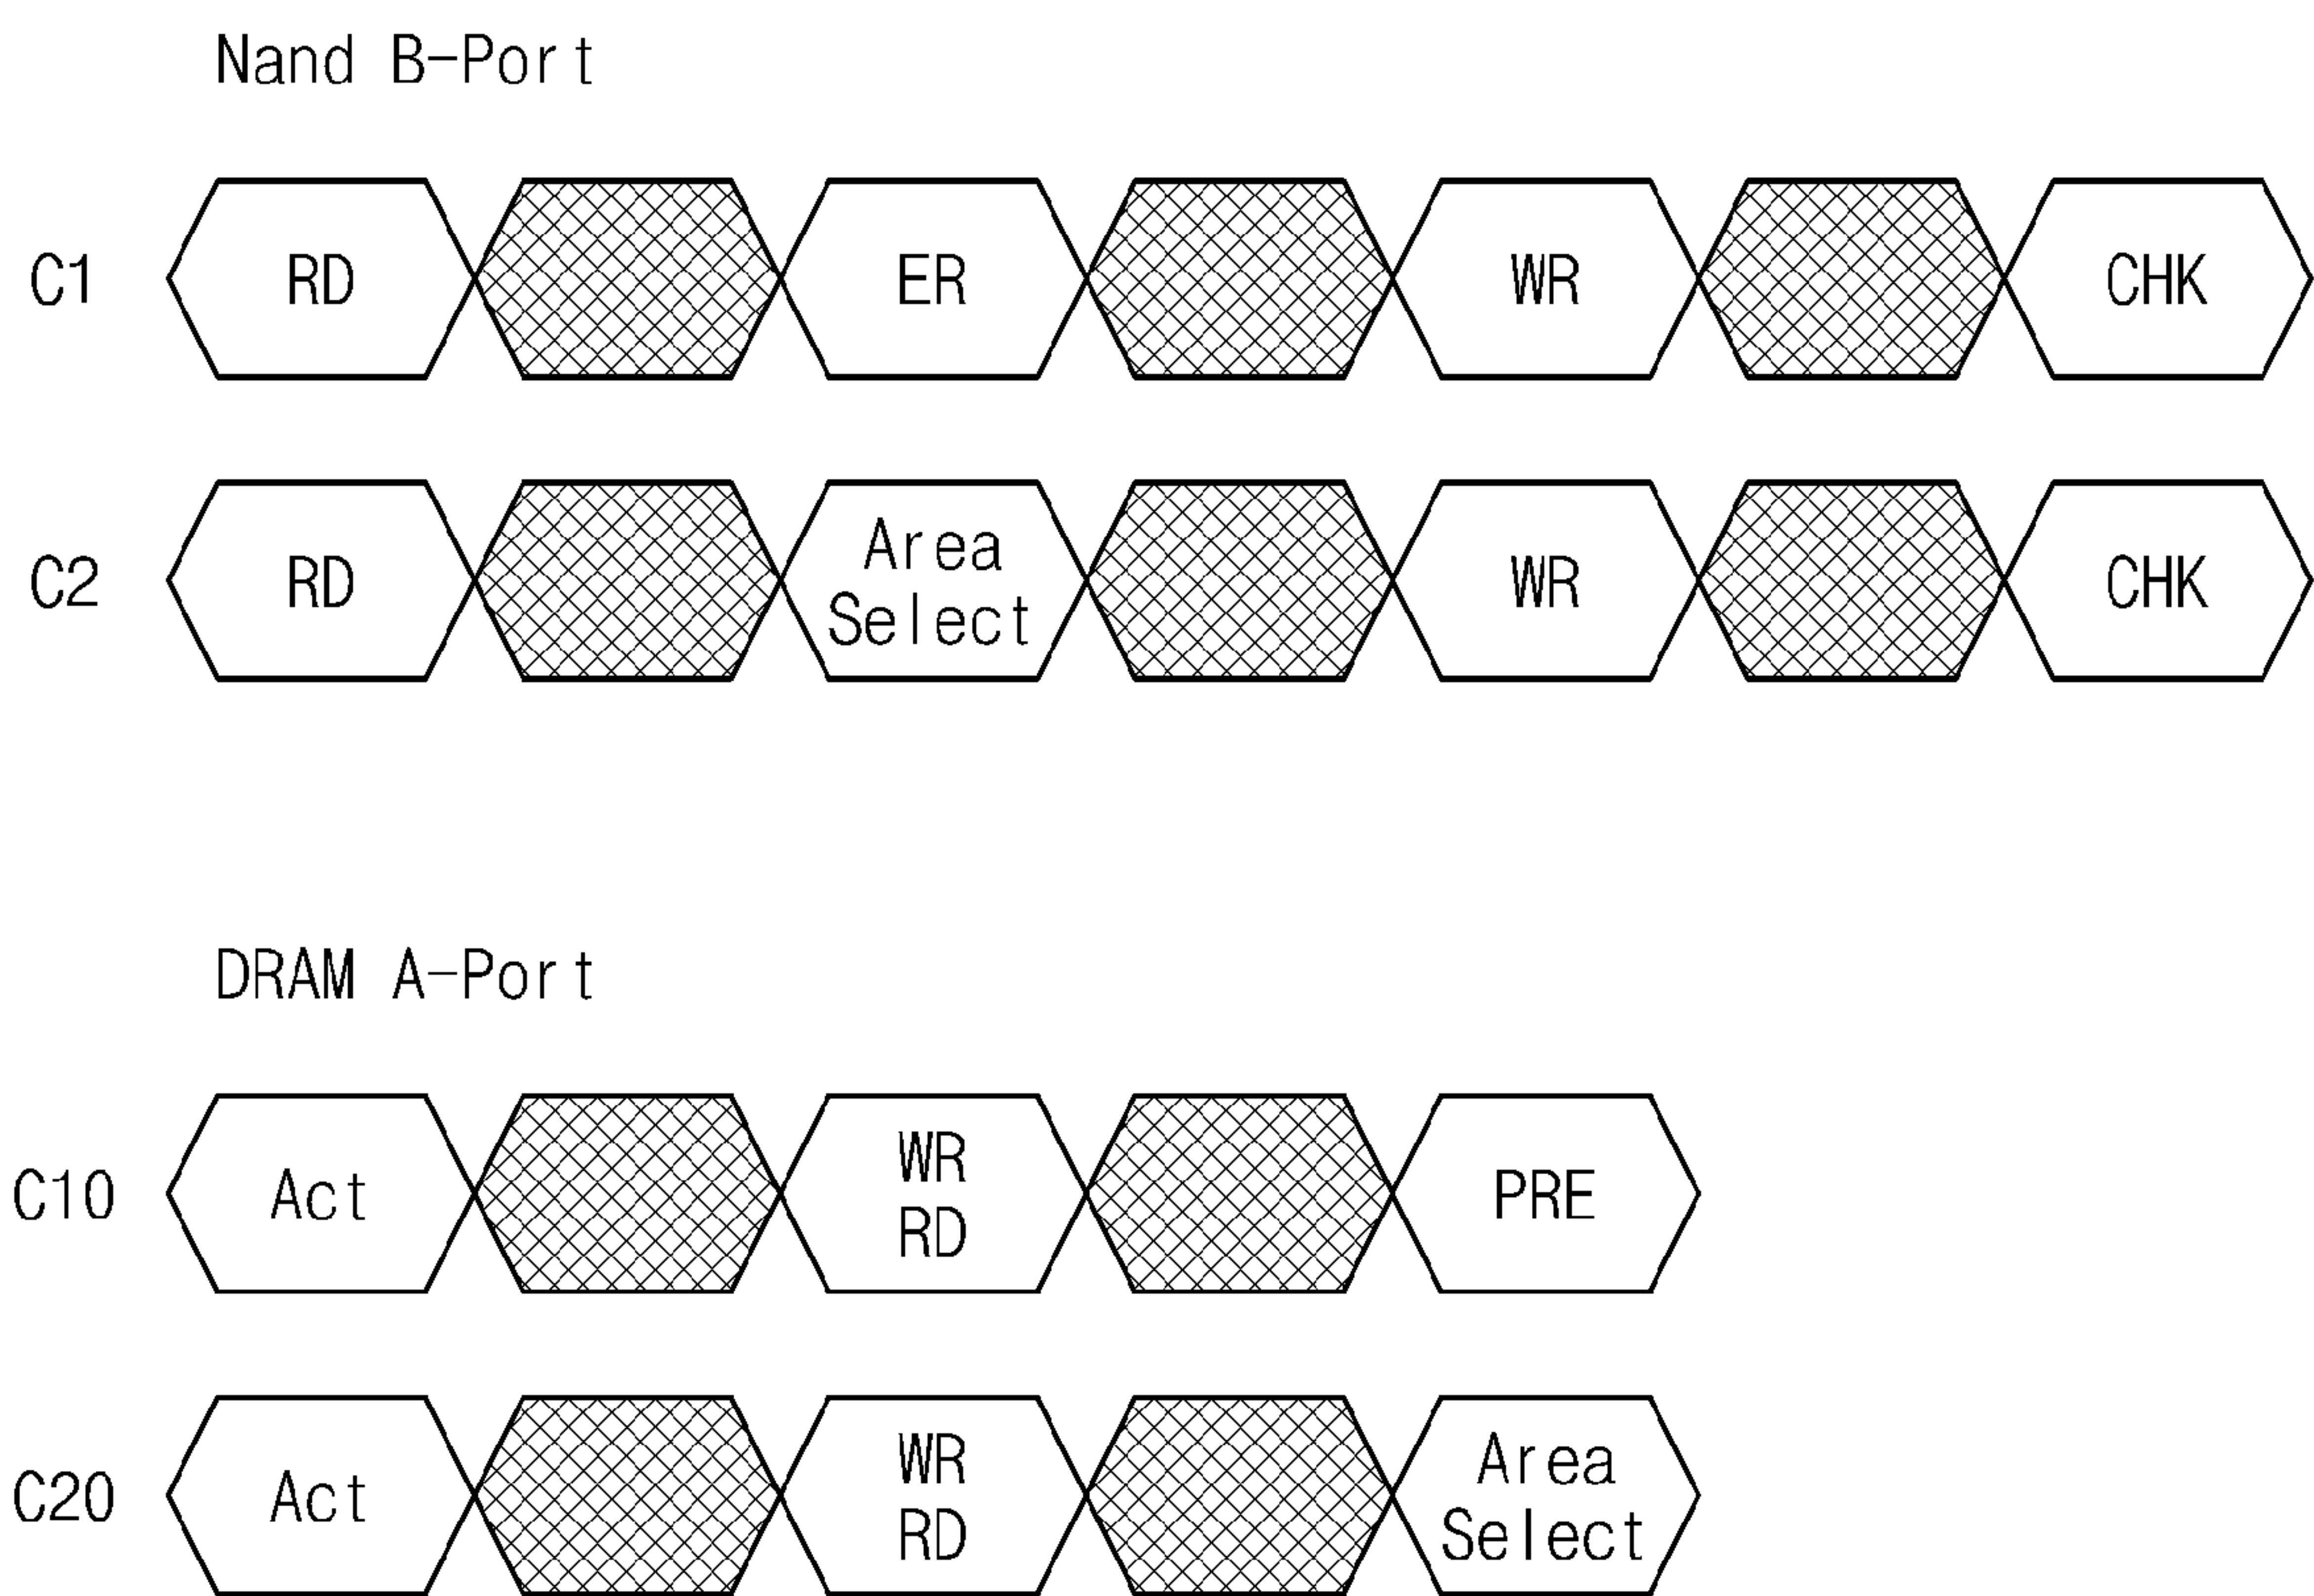 Nand B-Port
C1 RD ER WR CHK
C2 RD Area Select WR CHK
DRAM A-Port
C10 Act WR RD PRE
C20 Act WR RD Area Select